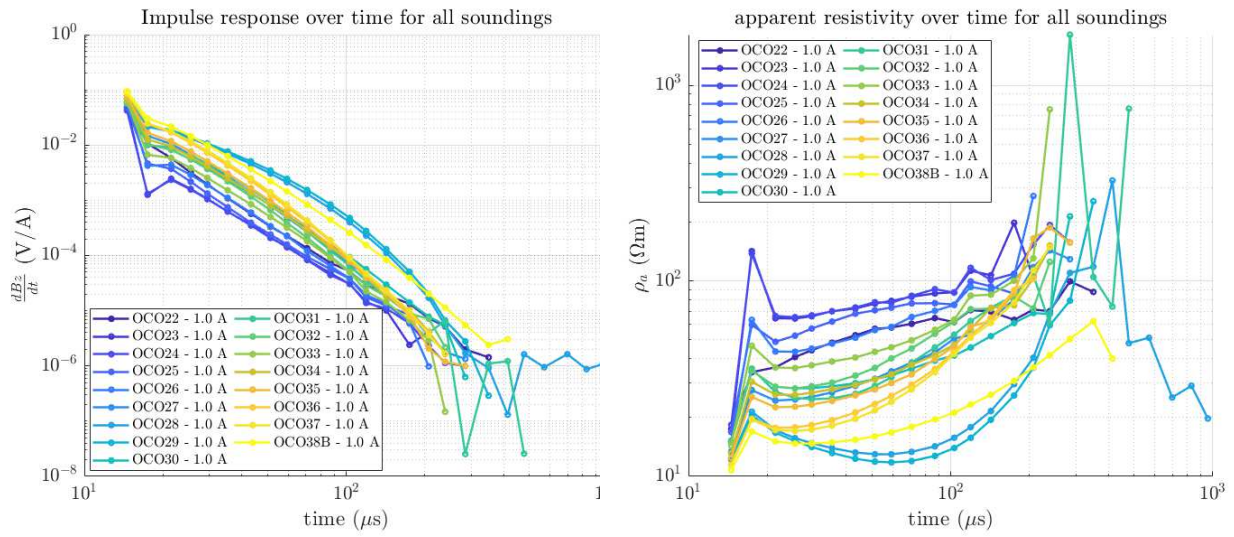 Impulse response over time for all soundings
10^0
10^-2
10^-4
10^-6
10^-8
dBz/dt (V/A)
OCO22 - 1.0 A
OCO23 - 1.0 A
OCO24 - 1.0 A
OCO25 - 1.0 A
OCO26 - 1.0 A
OCO27 - 1.0 A
OCO28 - 1.0 A
OCO29 - 1.0 A
OCO30 - 1.0 A
OCO31 - 1.0 A
OCO32 - 1.0 A
OCO33 - 1.0 A
OCO34 - 1.0 A
OCO35 - 1.0 A
OCO36 - 1.0 A
OCO37 - 1.0 A
OCO38B - 1.0 A
10^1 10^2 1
time (μs)
apparent resistivity over time for all soundings
10^3
10^2
10^1
ρ_a (Ωm)
OCO22 - 1.0 A
OCO23 - 1.0 A
OCO24 - 1.0 A
OCO25 - 1.0 A
OCO26 - 1.0 A
OCO27 - 1.0 A
OCO28 - 1.0 A
OCO29 - 1.0 A
OCO30 - 1.0 A
OCO31 - 1.0 A
OCO32 - 1.0 A
OCO33 - 1.0 A
OCO34 - 1.0 A
OCO35 - 1.0 A
OCO36 - 1.0 A
OCO37 - 1.0 A
OCO38B - 1.0 A
10^1 10^2 10^3
time (μs)